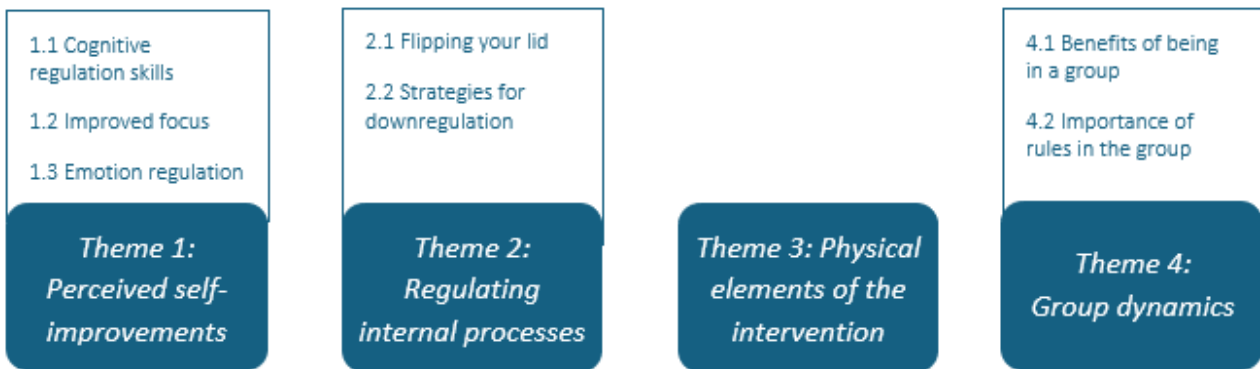 1.1 Cognitive
regulation skills
1.2 Improved focus
1.3 Emotion regulation
Theme 1:
Perceived self-
improvements
2.1 Flipping your lid
2.2 Strategies for
downregulation
Theme 2:
Regulating
internal processes
Theme 3: Physical
elements of the
intervention
4.1 Benefits of being
in a group
4.2 Importance of
rules in the group
Theme 4:
Group dynamics